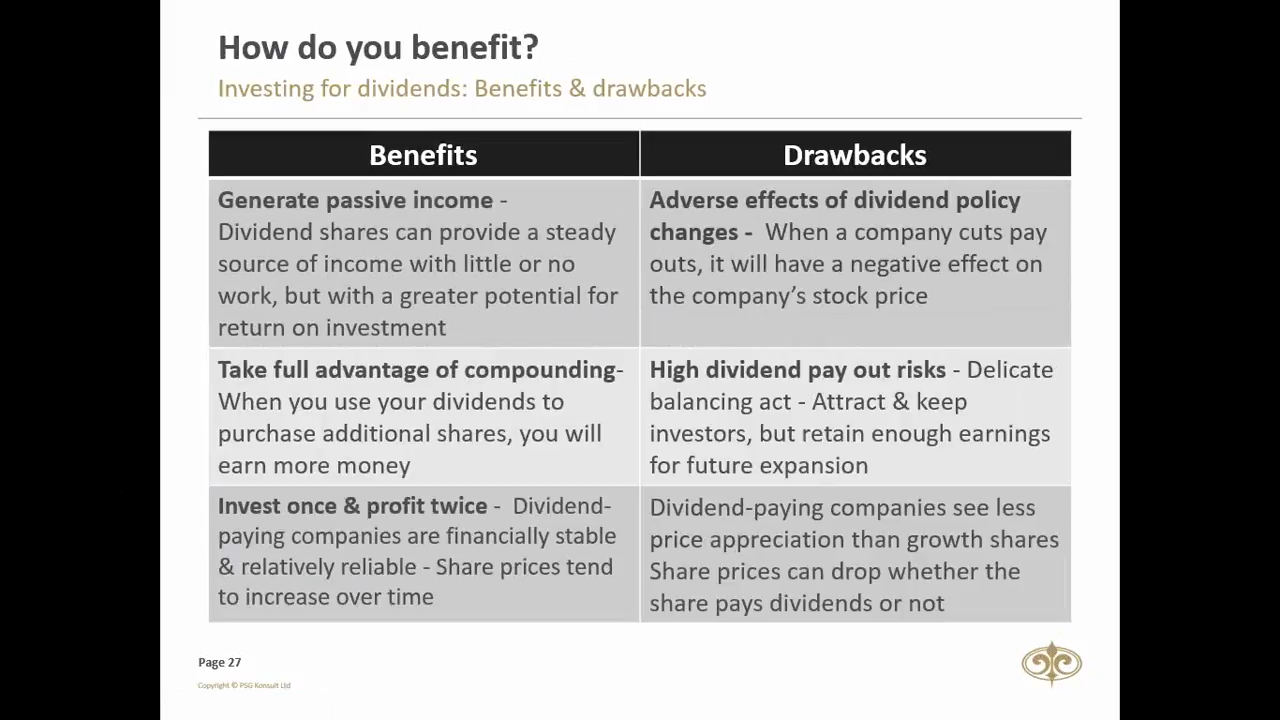 How do you benefit?
Investing for dividends: Benefits & drawbacks
Benefits
Drawbacks
Generate passive income -
Dividend shares can provide a steady
source of income with little or no
work, but with a greater potential for
return on investment
Adverse effects of dividend policy
changes - When a company cuts pay
outs, it will have a negative effect on
the company's stock price
Take full advantage of compounding-
When you use your dividends to
purchase additional shares, you will
earn more money
High dividend pay out risks - Delicate
balancing act - Attract & keep
investors, but retain enough earnings
for future expansion
Invest once & profit twice - Dividend-
paying companies are financially stable
& relatively reliable - Share prices tend
to increase over time
Dividend-paying companies see less
price appreciation than growth shares
Share prices can drop whether the
share pays dividends or not
Page 27
Copyright © PSG Konsult Ltd